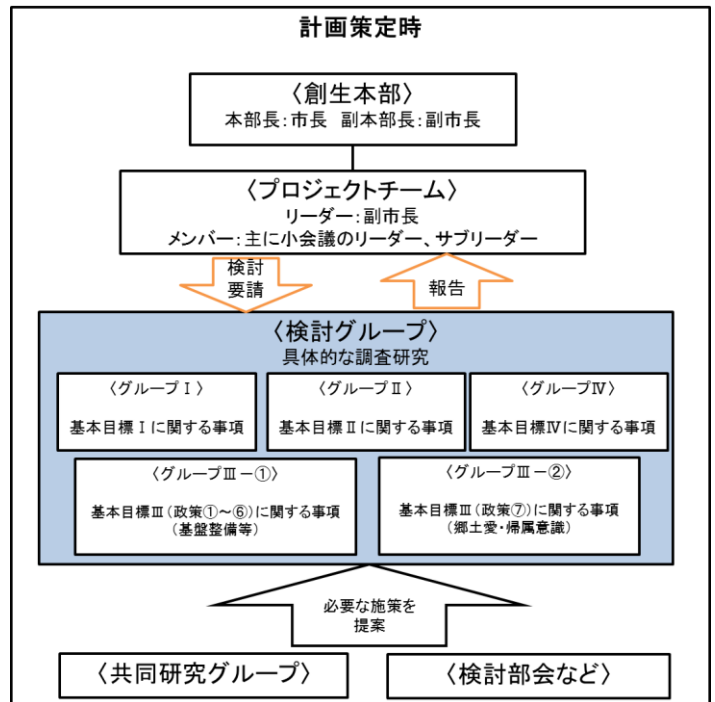 計画策定時
〈創生本部〉
本部長：市長　副本部長：副市長
〈プロジェクトチーム〉
リーダー：副市長
メンバー：主に小会議のリーダー、サブリーダー
検討
要請
報告
〈検討グループ〉
具体的な調査研究
〈グループⅠ〉
基本目標Ⅰに関する事項
〈グループⅡ〉
基本目標Ⅱに関する事項
〈グループⅣ〉
基本目標Ⅳに関する事項
〈グループⅢ－①〉
基本目標Ⅲ（政策①～⑥）に関する事項
（基盤整備等）
〈グループⅢ－②〉
基本目標Ⅲ（政策⑦）に関する事項
（郷土愛・帰属意識）
必要な施策を
提案
〈共同研究グループ〉
〈検討部会など〉